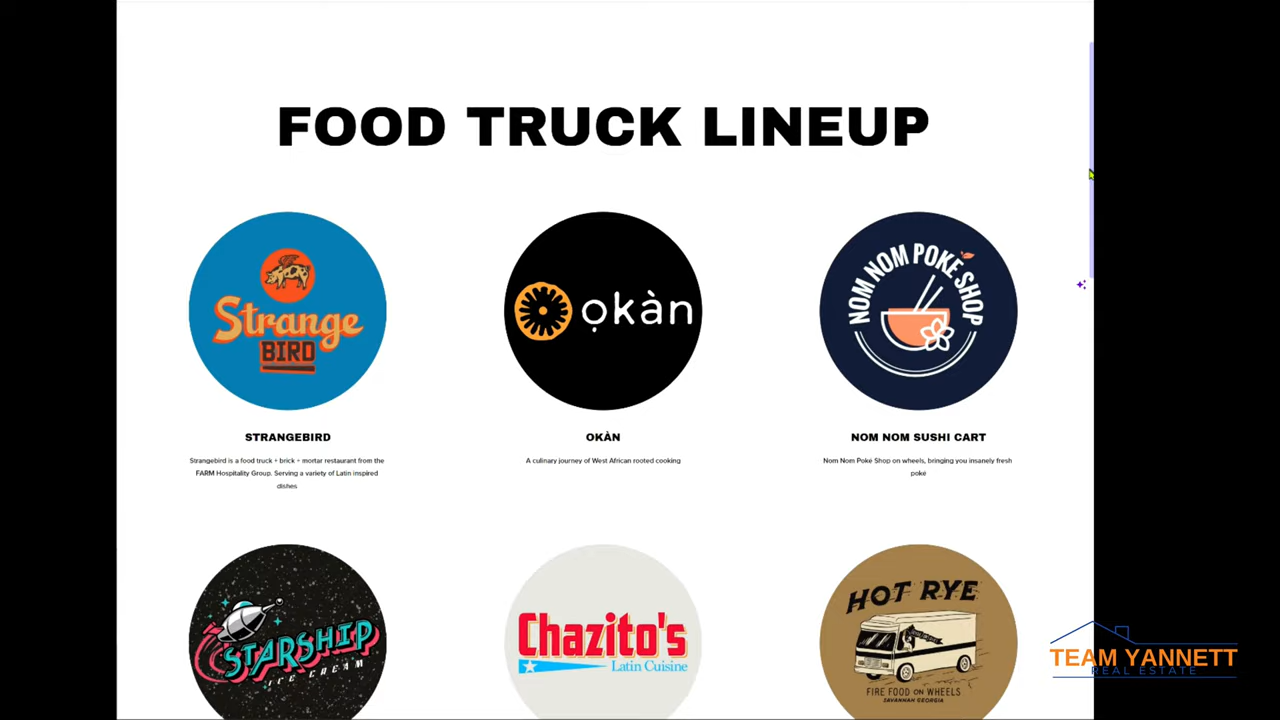 FOOD TRUCK LINEUP
Strange
BIRD
ọkàn
NOM NOM POKE SHOP
STRANGEBIRD
OKÀN
NOM NOM SUSHI CART
Strangebird is a food truck + brick + mortar restaurant from the
FARM Hospitality Group. Serving a variety of Latin inspired
dishes
A culinary journey of West African rooted cooking
Nom Nom Poke Shop on wheels, bringing you insanely fresh
poké
STARSHIP
ICE CREAM
Chazito's
Latin Cuisine
HOT RYE
FIRE FOOD ON WHEELS
SAVANNAH GEORGIA
TEAM YANNETT
REAL ESTATE